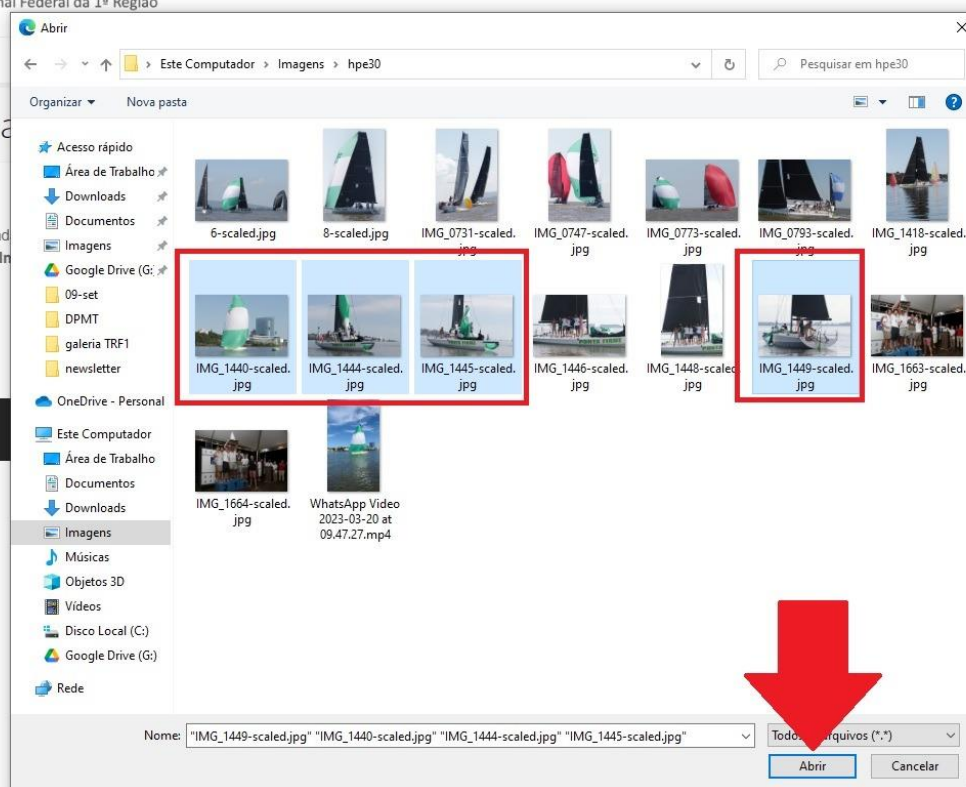 nal Federal da 1ª Região
Abrir
Este Computador > Imagens > hpe30
Pesquisar em hpe30
Organizar
Nova pasta
Acesso rápido
Área de Trabalho
Downloads
Documentos
Imagens
Google Drive (G:
09-set
DPMT
galeria TRF1
newsletter
OneDrive - Personal
Este Computador
Área de Trabalho
Documentos
Downloads
Imagens
Músicas
Objetos 3D
Vídeos
Disco Local (C:)
Google Drive (G:)
Rede
6-scaled.jpg
8-scaled.jpg
IMG_0731-scaled.
jpg
IMG_0747-scaled.
jpg
IMG_0773-scaled.
jpg
IMG_0793-scaled.
jpg
IMG_1418-scaled.
jpg
IMG_1440-scaled.
jpg
IMG_1444-scaled.
jpg
IMG_1445-scaled.
jpg
IMG_1446-scaled.
jpg
IMG_1448-scaled
jpg
IMG_1449-scaled.
jpg
IMG_1663-scaled.
jpg
IMG_1664-scaled.
jpg
WhatsApp Video
2023-03-20 at
09.47.27.mp4
Nome:
"IMG_1449-scaled.jpg" "IMG_1440-scaled.jpg" "IMG_1444-scaled.jpg" "IMG_1445-scaled.jpg"
(*.*)
Abrir
Cancelar